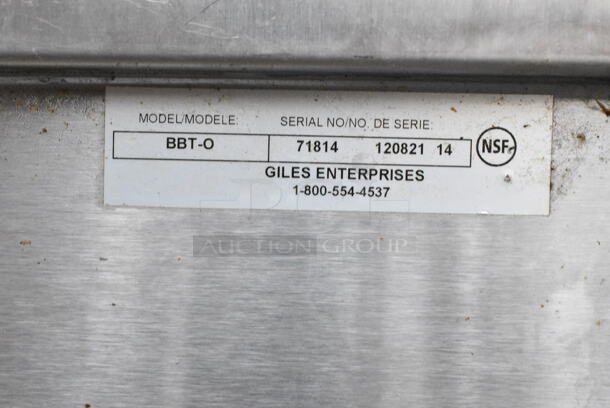 MODEL/MODELE: SERIAL NO/NO. DE SERIE:
BBT-O 71814 120821 14 NSF
GILES ENTERPRISES
1-800-554-4537
AUCTION GROUP